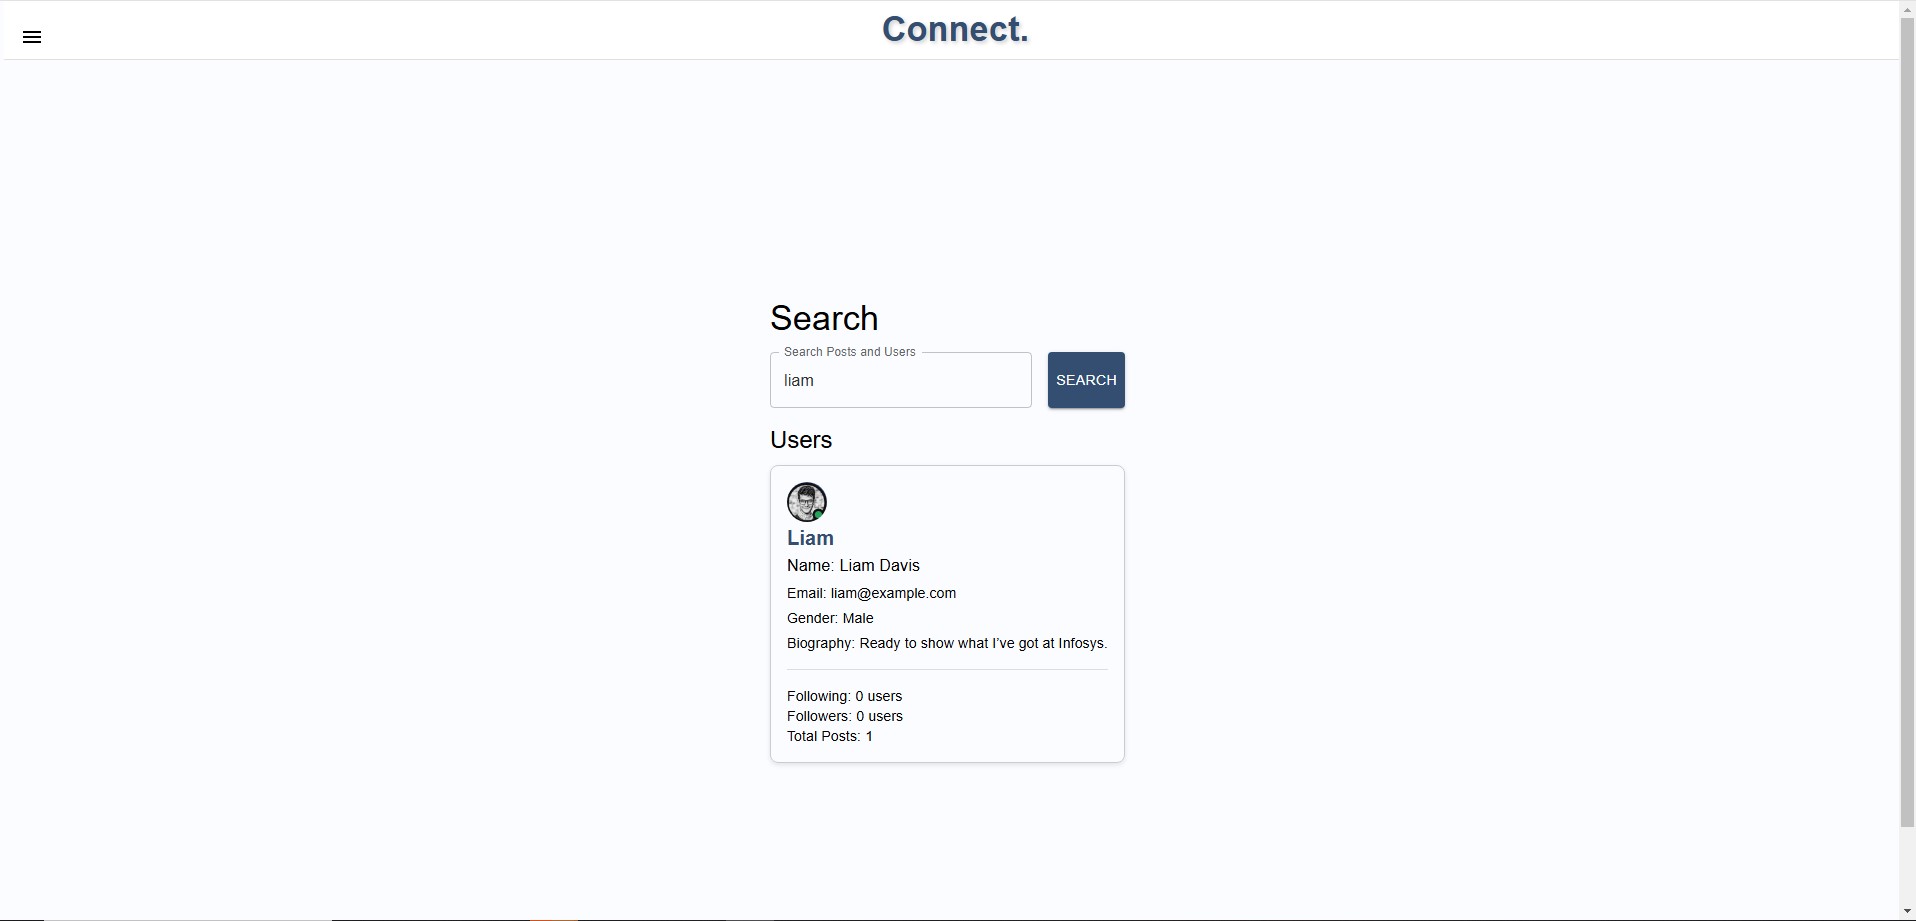 Connect.
Search
Search Posts and Users
liam
SEARCH
Users
Liam
Name: Liam Davis
Email: liam@example.com
Gender: Male
Biography: Ready to show what I’ve got at Infosys.
Following: 0 users
Followers: 0 users
Total Posts: 1